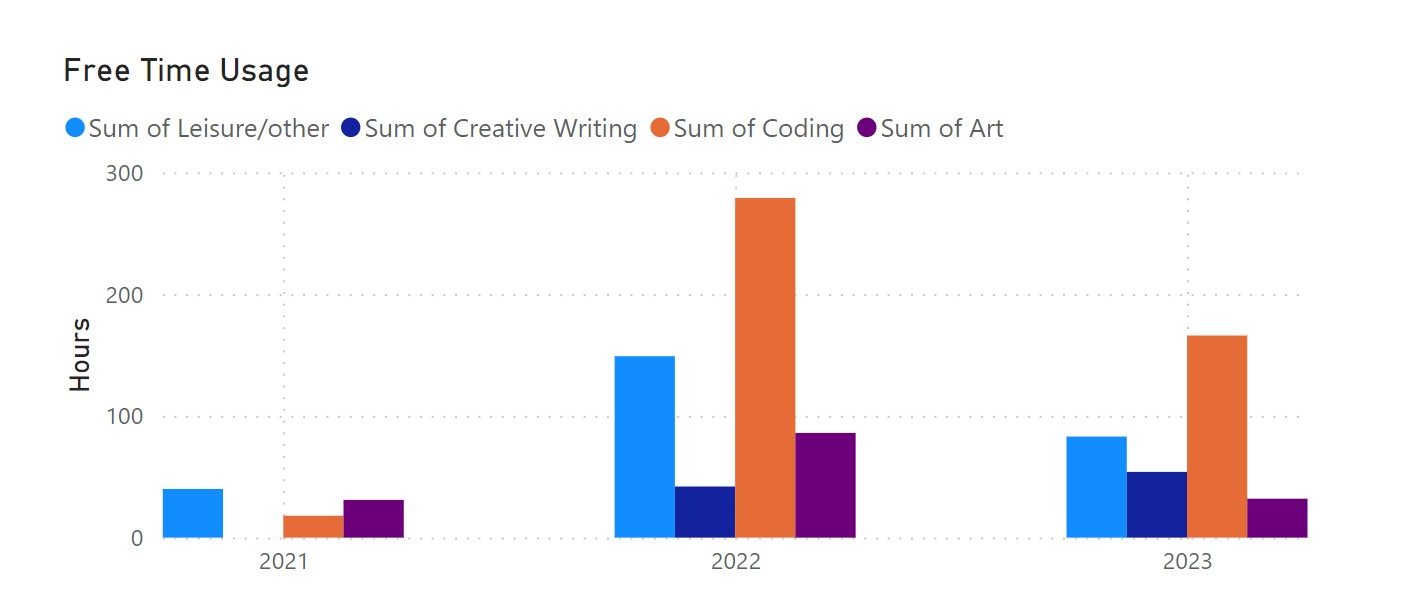 Free Time Usage
Sum of Leisure/other Sum of Creative Writing Sum of Coding Sum of Art
300
200
100
0
Hours
2021 2022 2023